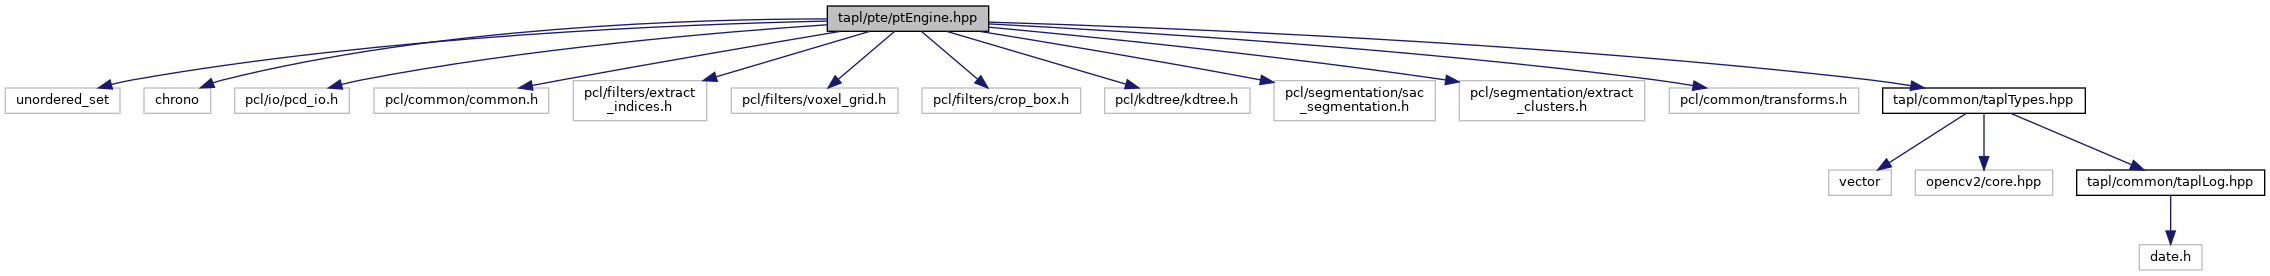 tapl/pte/ptEngine.hpp
unordered_set
chrono
pcl/io/pcd_io.h
pcl/common/common.h
pcl/filters/extract
_indices.h
pcl/filters/voxel_grid.h
pcl/filters/crop_box.h
pcl/kdtree/kdtree.h
pcl/segmentation/sac
_segmentation.h
pcl/segmentation/extract
_clusters.h
pcl/common/transforms.h
tapl/common/taplTypes.hpp
vector
opencv2/core.hpp
tapl/common/taplLog.hpp
date.h